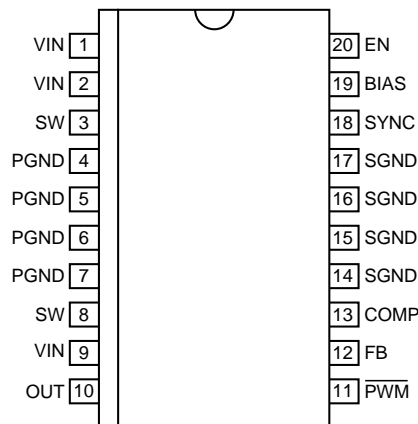 VIN 1 20 EN
VIN 2 19 BIAS
SW 3 18 SYNC
PGND 4 17 SGND
PGND 5 16 SGND
PGND 6 15 SGND
PGND 7 14 SGND
SW 8 13 COMP
VIN 9 12 FB
OUT 10 11 PWM